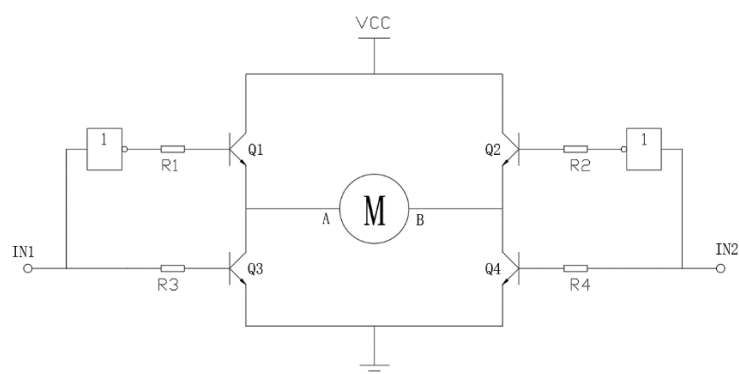 VCC
1 Q1 Q2 1
R1 R2
A M B
IN1 IN2
Q3 Q4
R3 R4